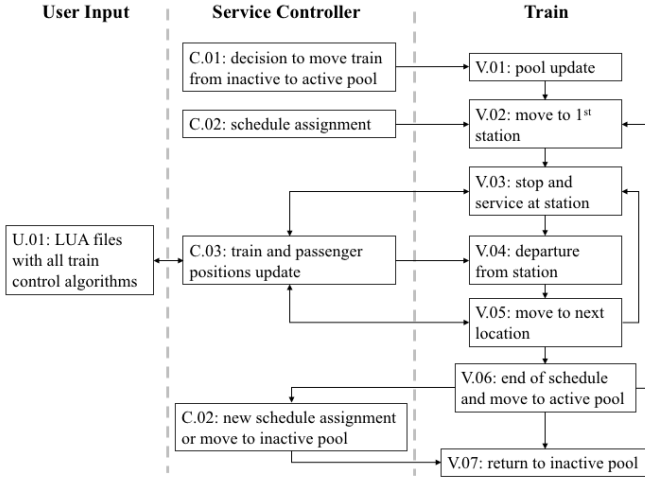 User Input
Service Controller
Train
C.01: decision to move train
from inactive to active pool
V.01: pool update
C.02: schedule assignment
V.02: move to 1st
station
V.03: stop and
service at station
U.01: LUA files
with all train
control algorithms
C.03: train and passenger
positions update
V.04: departure
from station
V.05: move to next
location
V.06: end of schedule
and move to active pool
C.02: new schedule assignment
or move to inactive pool
V.07: return to inactive pool